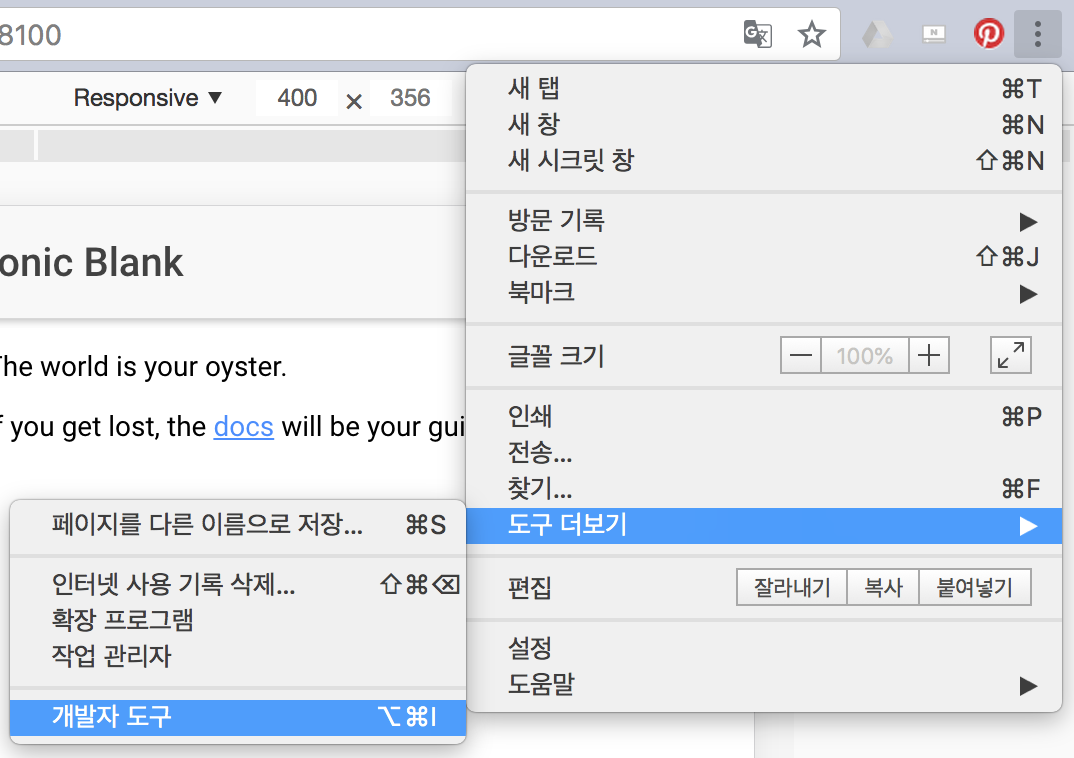 8100
Responsive ▼ 400 × 356
onic Blank
The world is your oyster.
f you get lost, the docs will be your gui
새 탭 ⌘T
새 창 ⌘N
새 시크릿 창 ⇧⌘N
방문 기록 ▶
다운로드 ⇧⌘J
북마크 ▶
글꼴 크기 — 100% +
인쇄 ⌘P
전송...
찾기... ⌘F
도구 더보기 ▶
편집 잘라내기 복사 붙여넣기
설정
도움말 ▶
페이지를 다른 이름으로 저장... ⌘S
인터넷 사용 기록 삭제... ⇧⌘⌫
확장 프로그램
작업 관리자
개발자 도구 ⌥⌘I